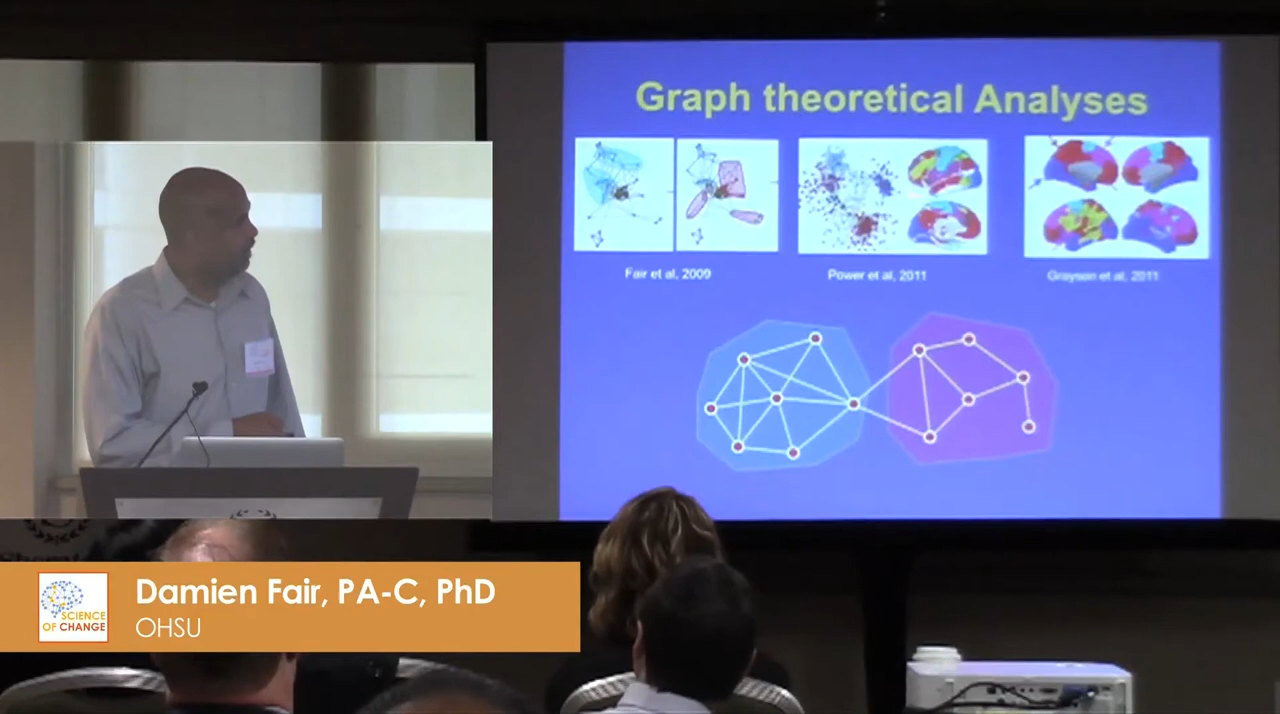 Graph theoretical Analyses
Fair et al, 2009
Power et al, 2011
Grayson et al, 2011
Damien Fair, PA-C, PhD
OHSU
SCIENCE
OF CHANGE